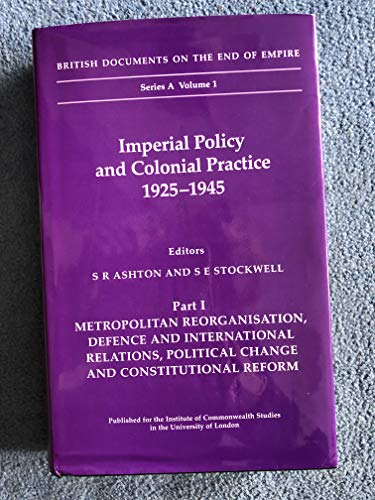 BRITISH DOCUMENTS ON THE END OF EMPIRE
Series A Volume 1
Imperial Policy
and Colonial Practice
1925–1945
Editors
S R ASHTON AND S E STOCKWELL
Part I
METROPOLITAN REORGANISATION,
DEFENCE AND INTERNATIONAL
RELATIONS, POLITICAL CHANGE
AND CONSTITUTIONAL REFORM
Published for the Institute of Commonwealth Studies
in the University of London